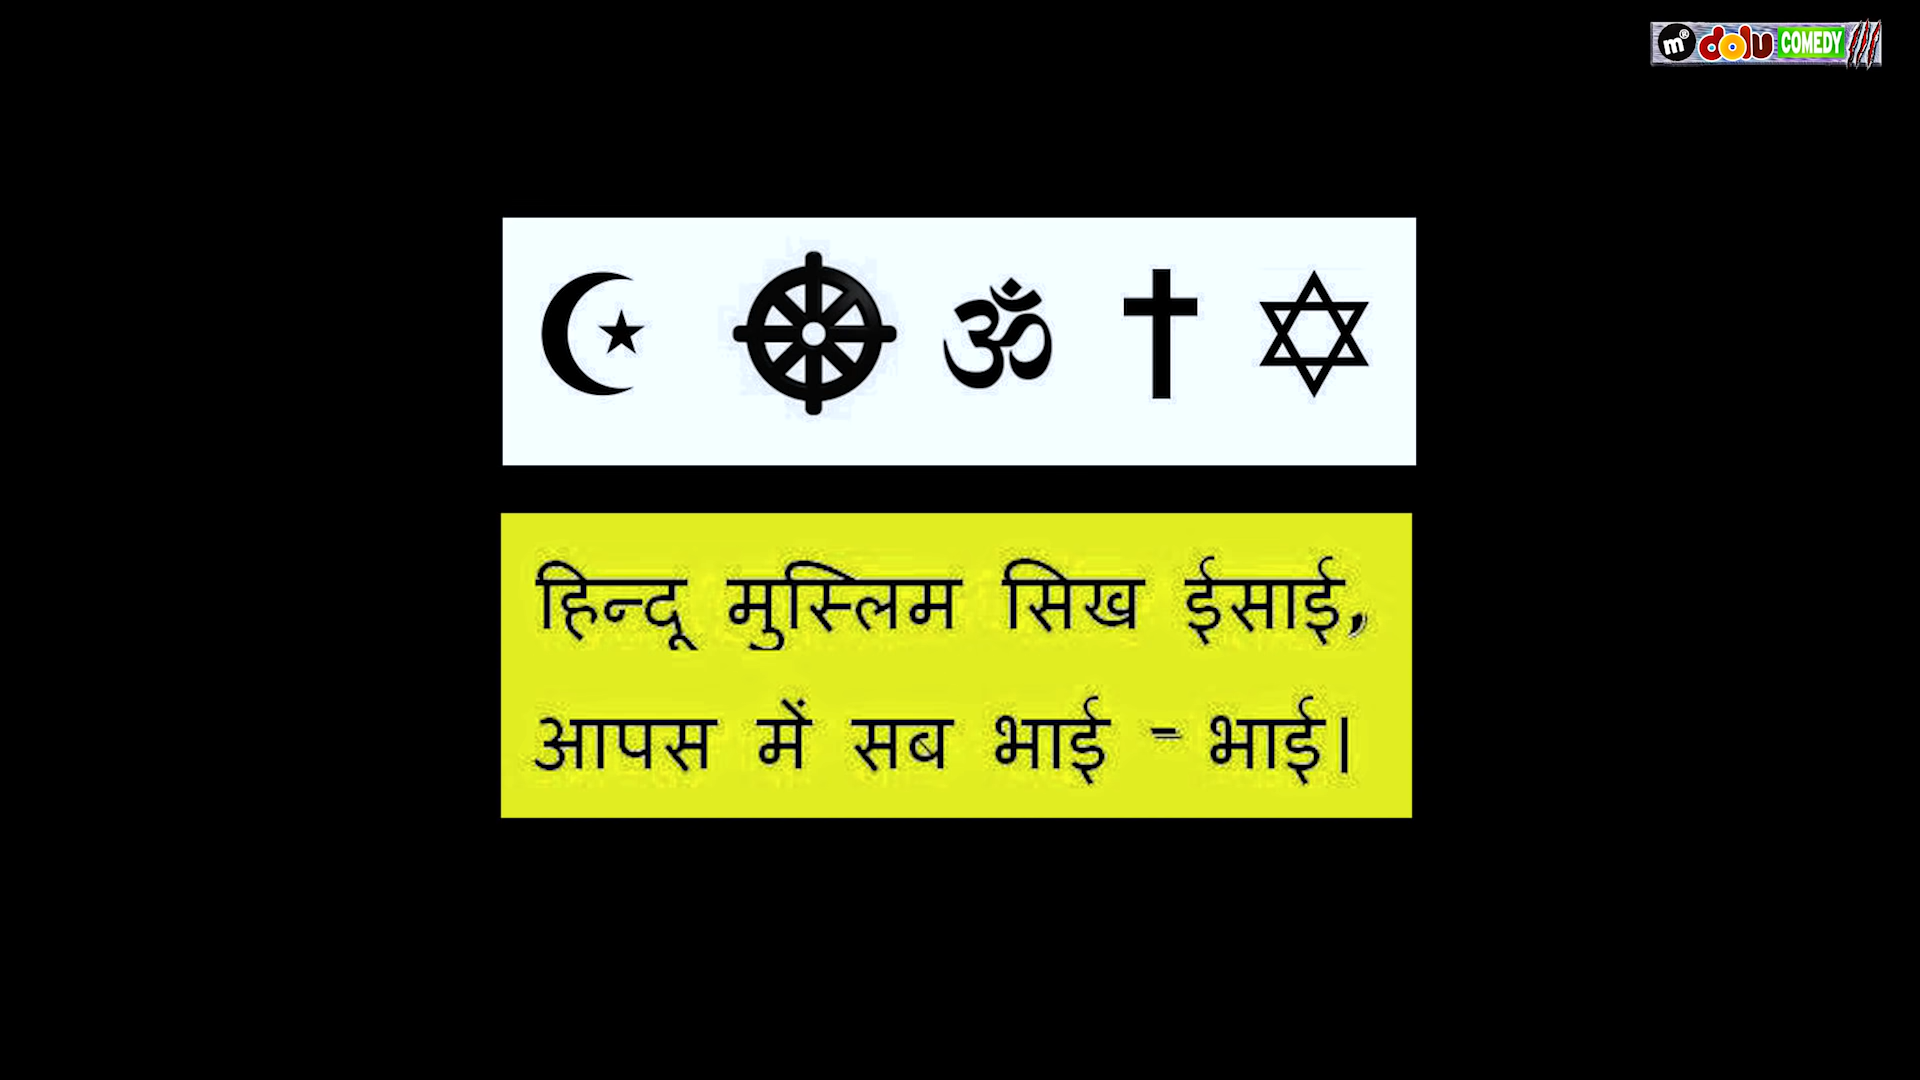 m® dolu COMEDY
ॐ
हिन्दू मुस्लिम सिख ईसाई,
आपस में सब भाई - भाई।